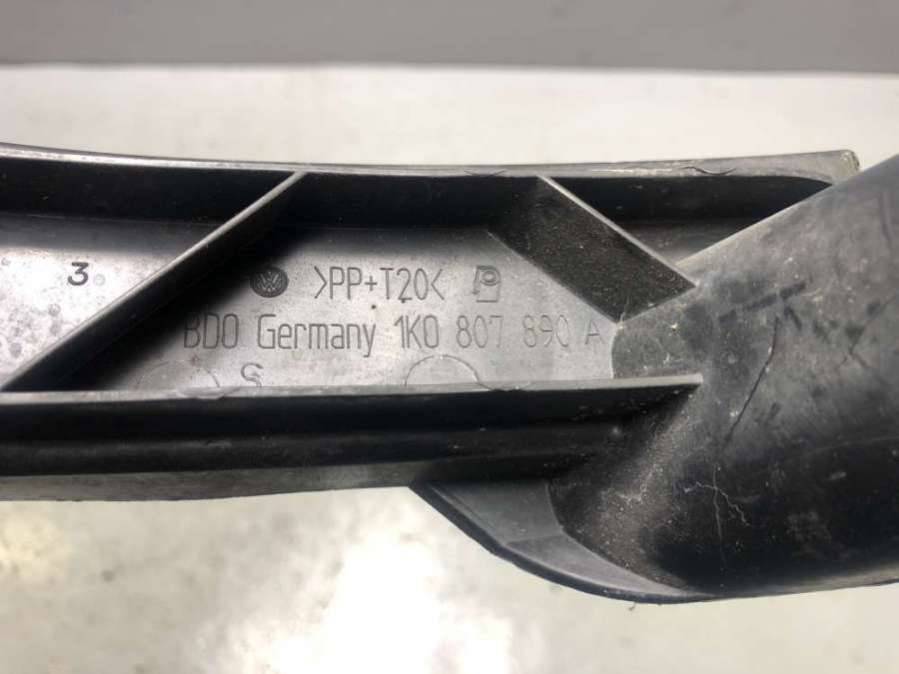 3
>PP+T20<
BDO Germany 1K0 807 890 A